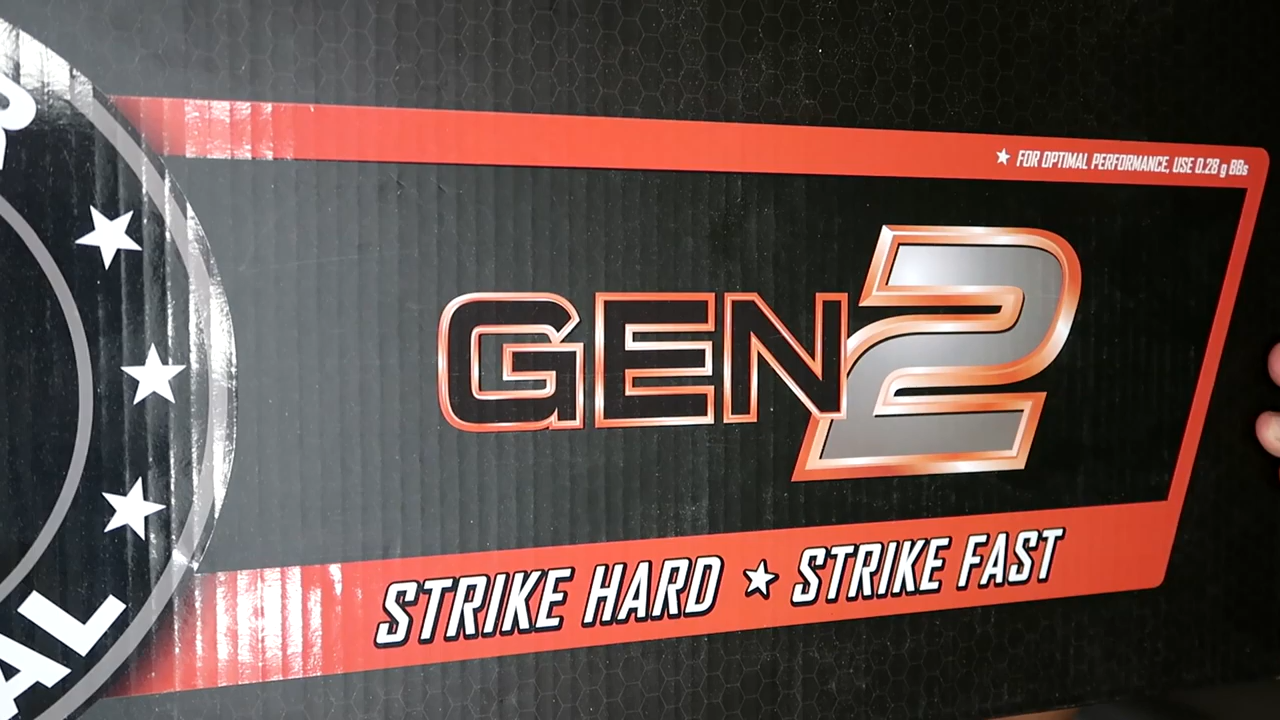 ★ FOR OPTIMAL PERFORMANCE, USE 0.28 g BBs
GEN2
STRIKE HARD ★ STRIKE FAST